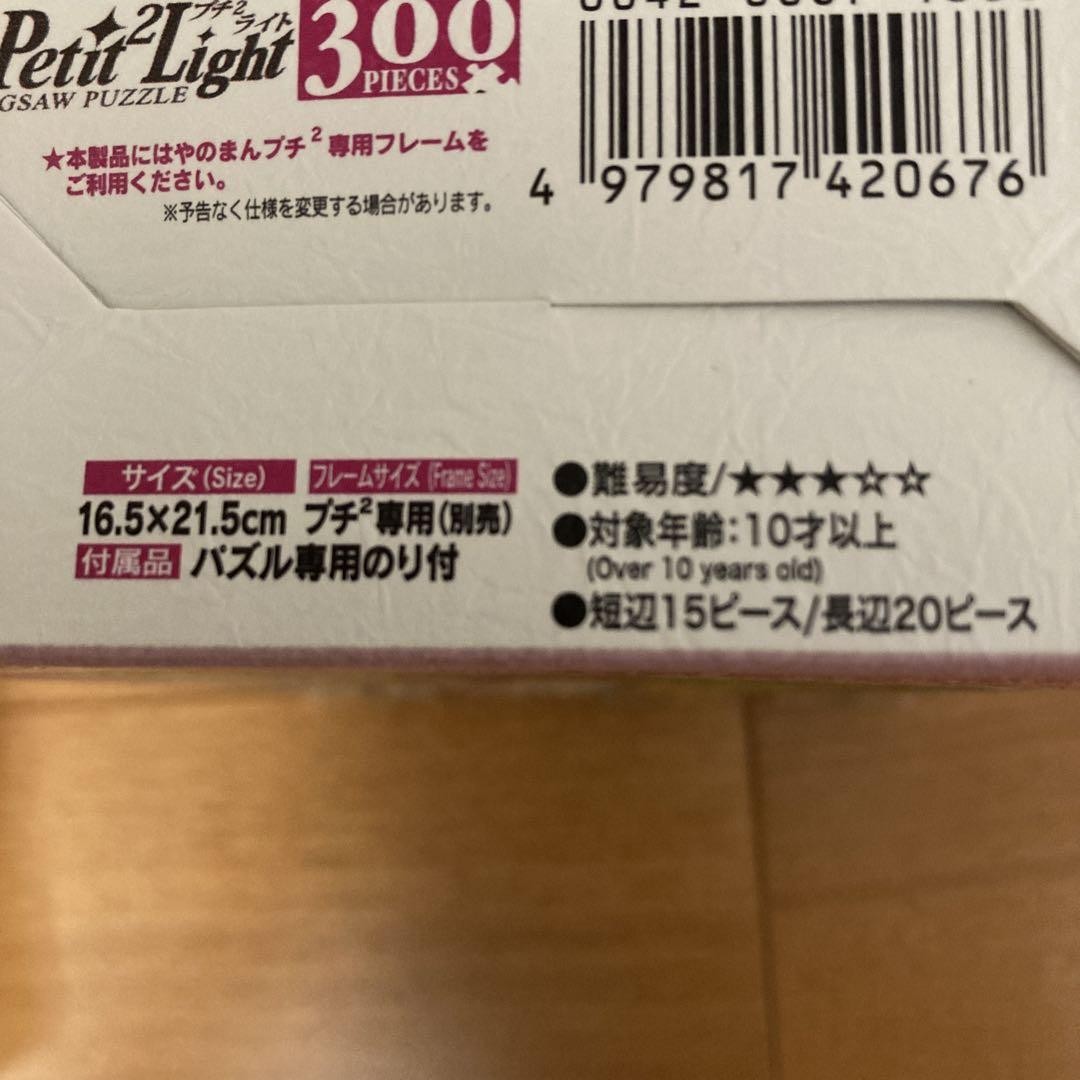 Petit2Light プチ2ライト
JIGSAW PUZZLE
300
PIECES
★本製品にはやのまんプチ2専用フレームを
ご利用ください。
※予告なく仕様を変更する場合があります。
4 979817 420676
サイズ(Size) フレームサイズ (Frame Size)
16.5×21.5cm プチ2専用(別売)
付属品 パズル専用のり付
●難易度/★★★☆☆
●対象年齢:10才以上
(Over 10 years old)
●短辺15ピース/長辺20ピース